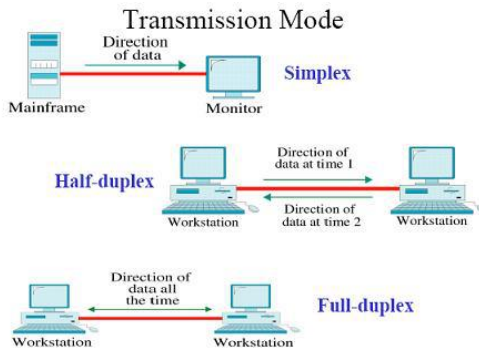 Transmission Mode
Direction
of data
Simplex
Mainframe
Monitor
Direction of
data at time 1
Half-duplex
Direction of
data at time 2
Workstation
Workstation
Direction of
data all
the time
Full-duplex
Workstation
Workstation